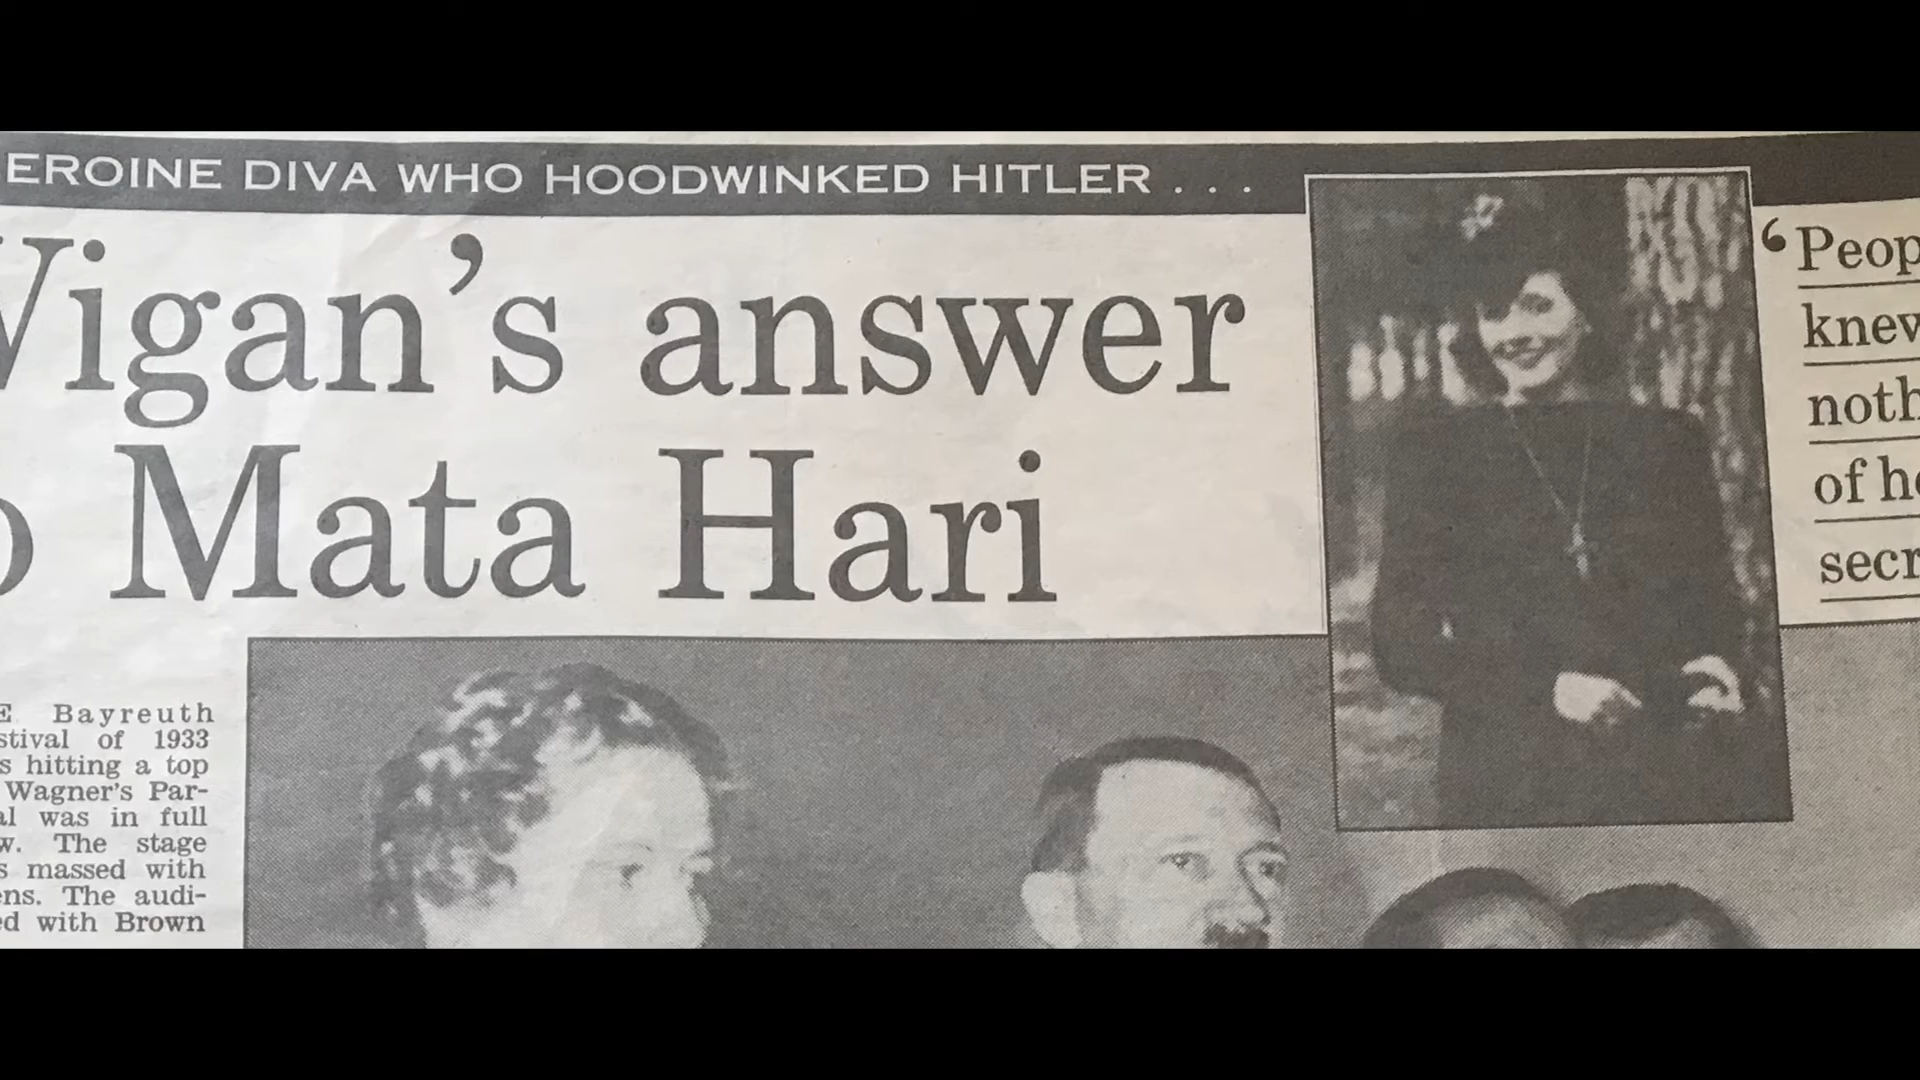 EROINE DIVA WHO HOODWINKED HITLER . . .
Wigan's answer
o Mata Hari
‘Peop
knew
noth
of he
secr
E Bayreuth
stival of 1933
s hitting a top
Wagner's Par-
al was in full
w. The stage
s massed with
ens. The audi-
ed with Brown